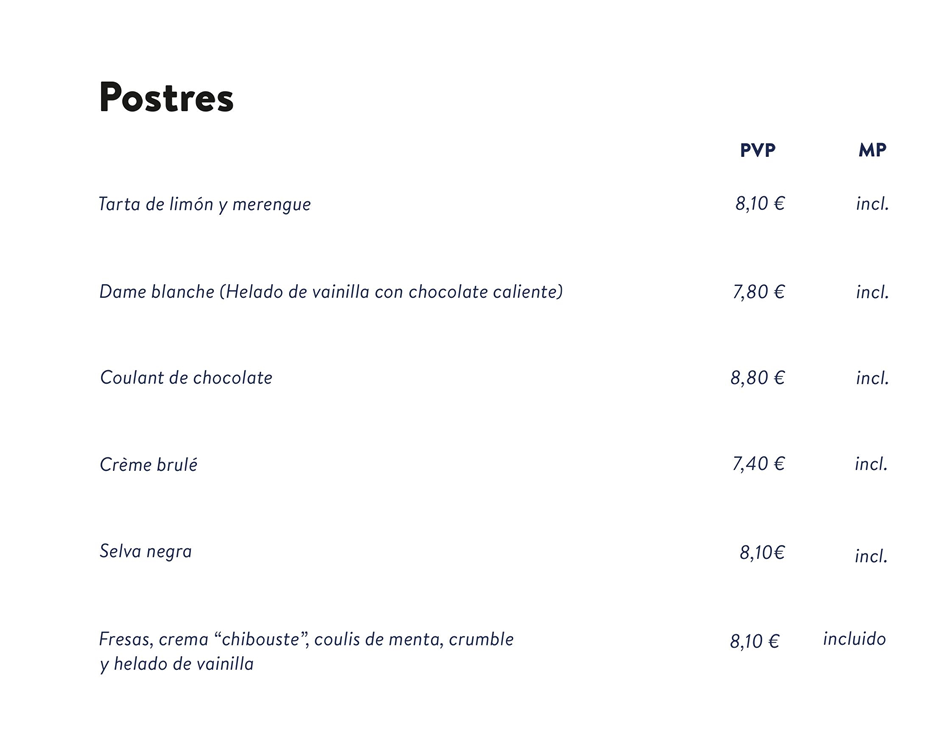 Postres
PVP MP
Tarta de limón y merengue 8,10 € incl.
Dame blanche (Helado de vainilla con chocolate caliente) 7,80 € incl.
Coulant de chocolate 8,80 € incl.
Crème brulé 7,40 € incl.
Selva negra 8,10€ incl.
Fresas, crema “chibouste”, coulis de menta, crumble 8,10 € incluido
y helado de vainilla